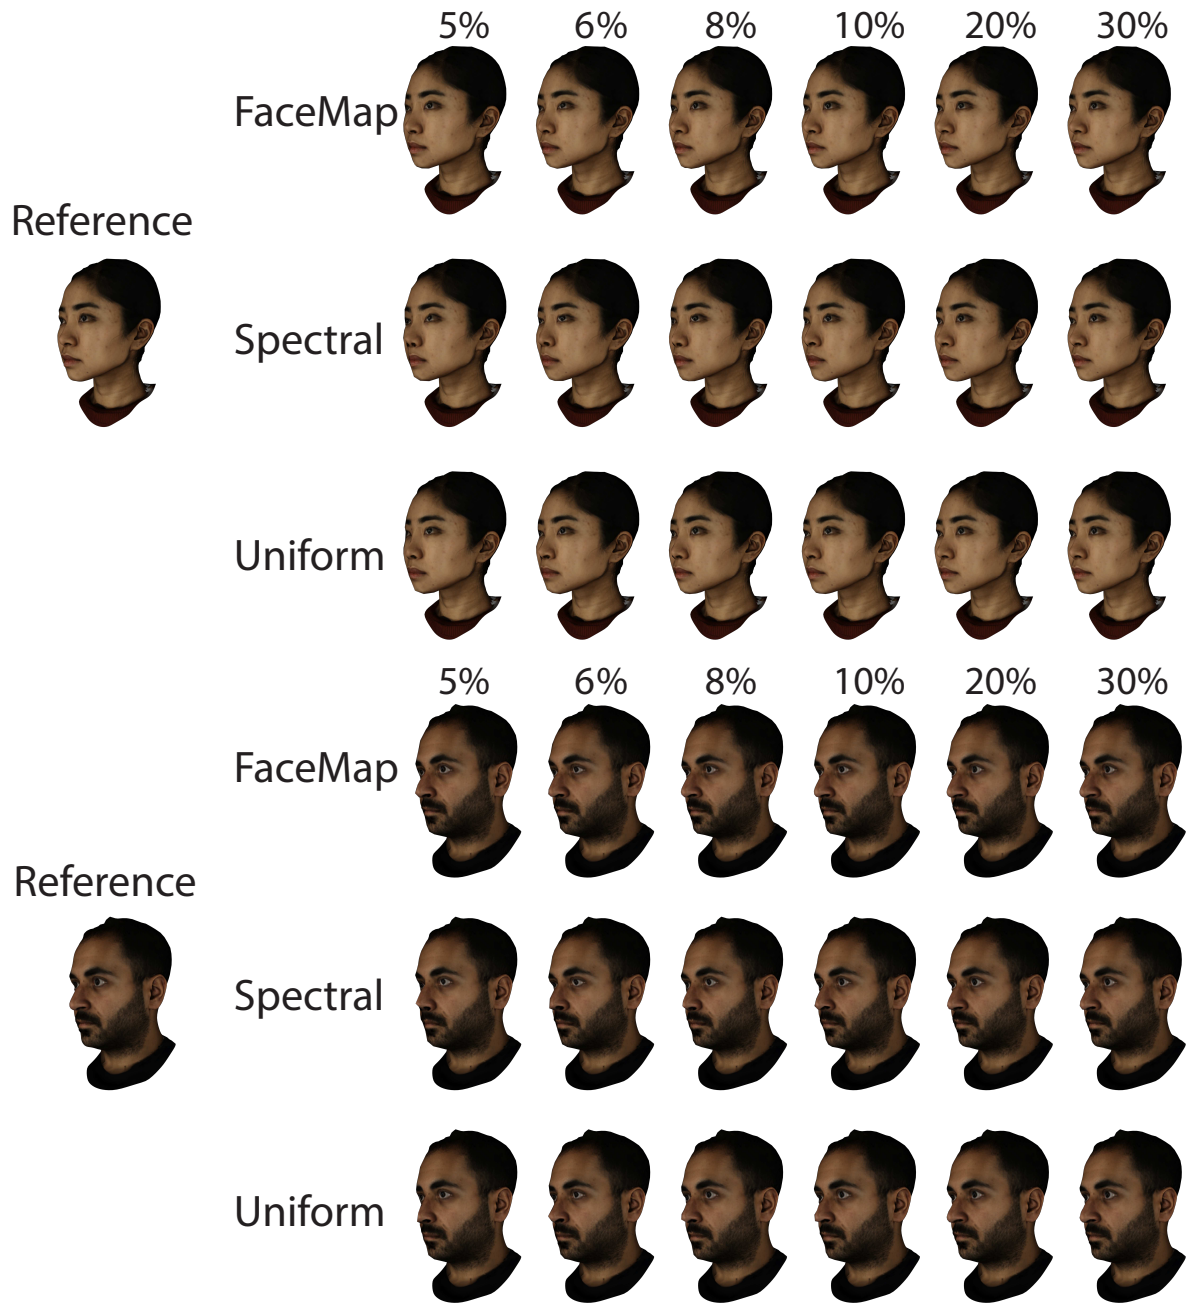 5% 6% 8% 10% 20% 30%
FaceMap
Reference
Spectral
Uniform
5% 6% 8% 10% 20% 30%
FaceMap
Reference
Spectral
Uniform